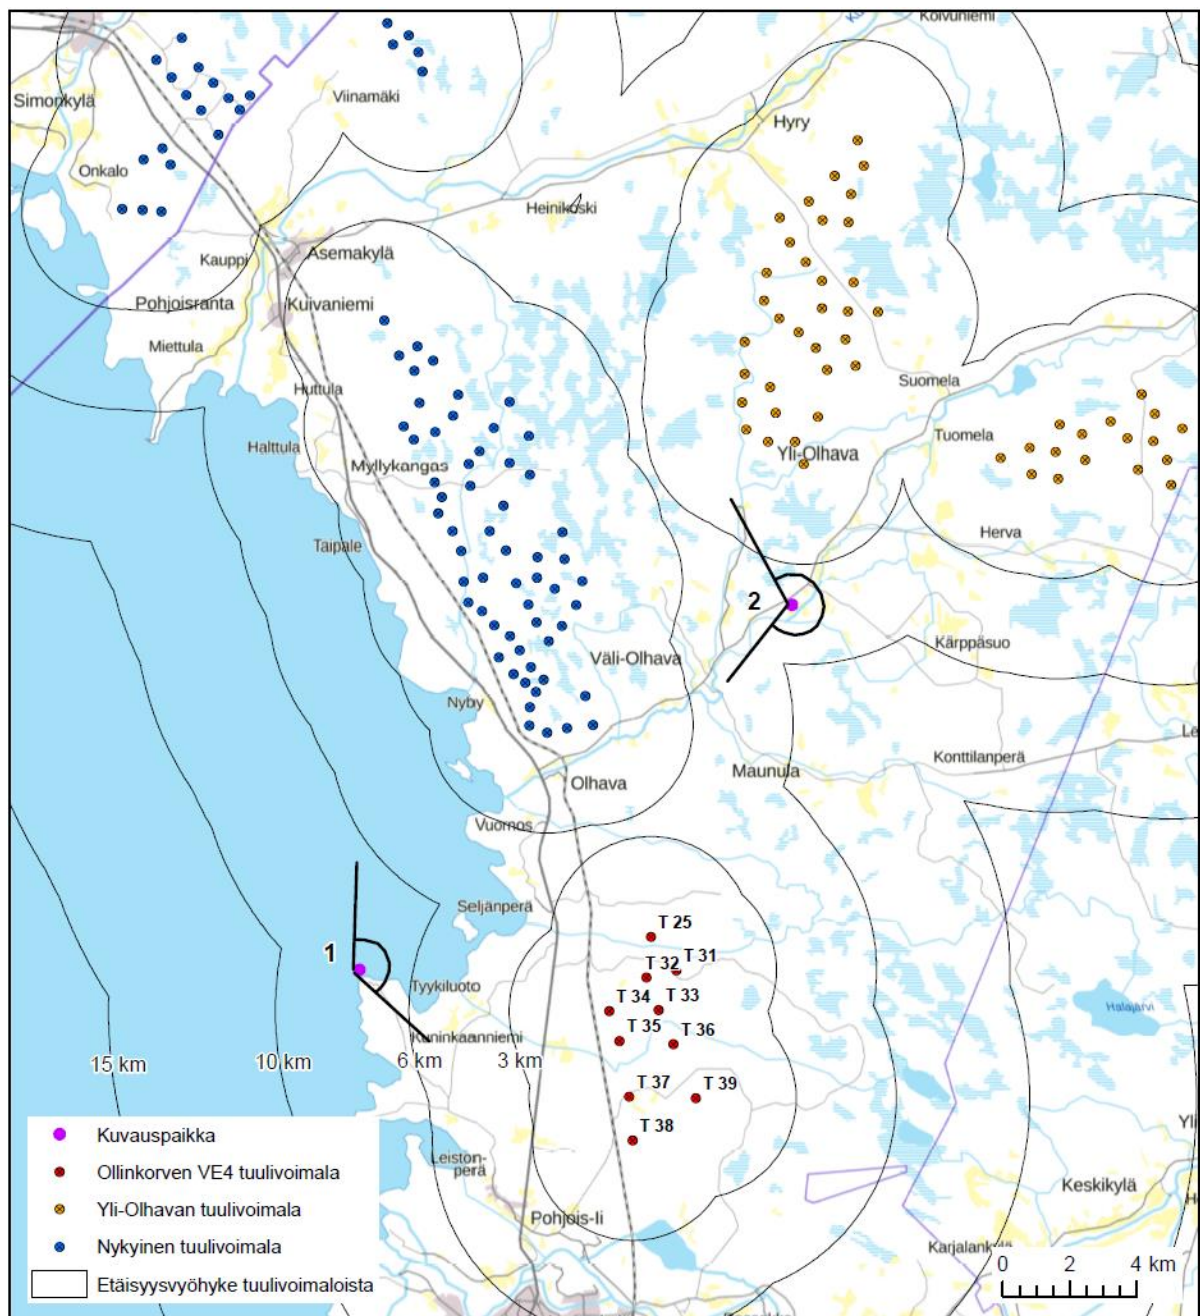 Koivuniemi
Simonkylä
Viinamäki
Hyry
Onkalo
Heinikoski
Kauppi
Asemakylä
Pohjoisranta
Kuivaniemi
Miettula
Huttula
Suomela
Halttula
Tuomela
Myllykangas
Yli-Olhava
Taipale
Herva
2
Väli-Olhava
Kärppäsuo
Nyby
Konttilanperä
Le
Maunula
Olhava
Vuornos
Seljänperä
T 25
1
T 32
T 31
Tyykiluoto
T 34
T 33
Halajärvi
T 35
T 36
Kuninkaanniemi
15 km
10 km
6 km
3 km
T 37
T 39
T 38
Yli
Kuvauspaikka
Ollinkorven VE4 tuulivoimala
Leiston-
perä
Keskikylä
Yli-Olhavan tuulivoimala
Pohjois-Ii
Nykyinen tuulivoimala
Etäisyysvyöhyke tuulivoimaloista
0 2 4 km